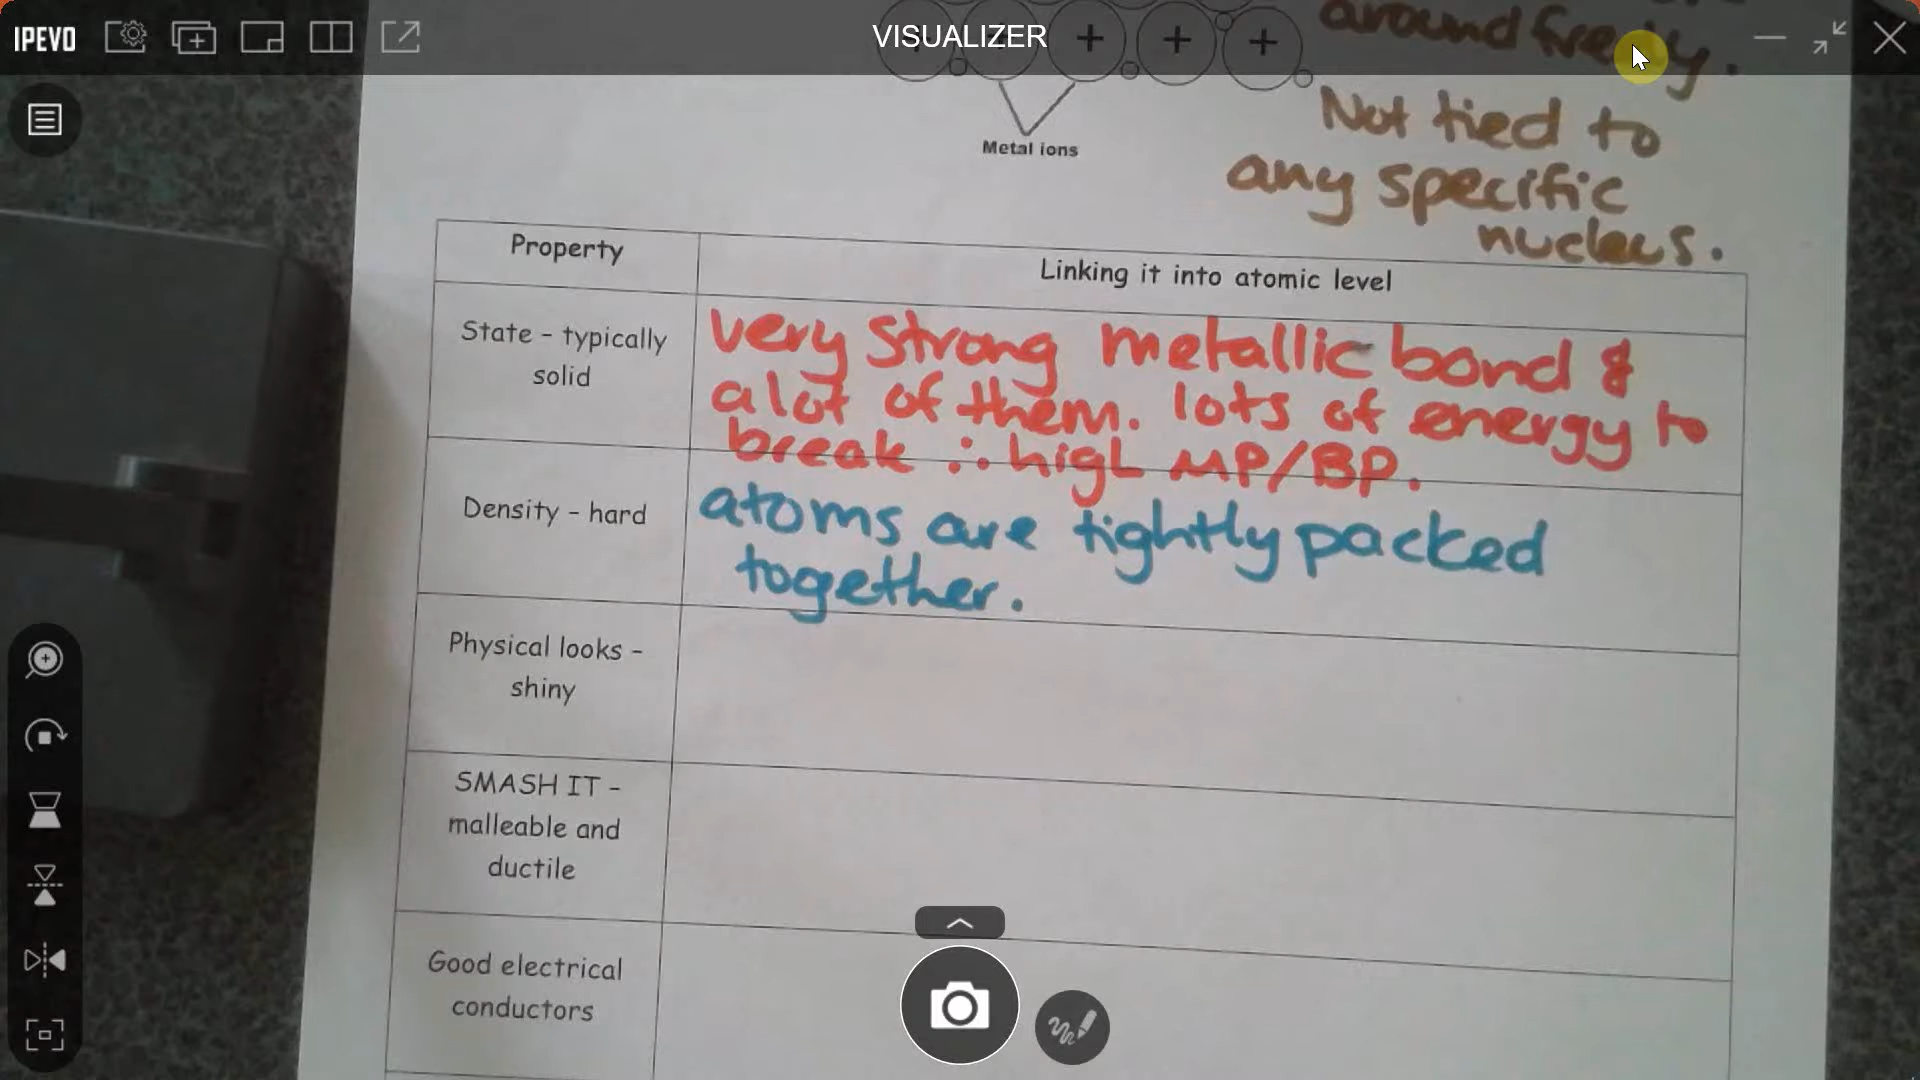 IPEVO
VISUALIZER
around freely.
Not tied to
any specific
nucleus.
Metal ions
Property
Linking it into atomic level
State - typically
solid
very strong metallic bond &
a lot of them. lots of energy to
break ∴ high MP/BP.
Density - hard
atoms are tightly packed
together.
Physical looks -
shiny
SMASH IT -
malleable and
ductile
Good electrical
conductors